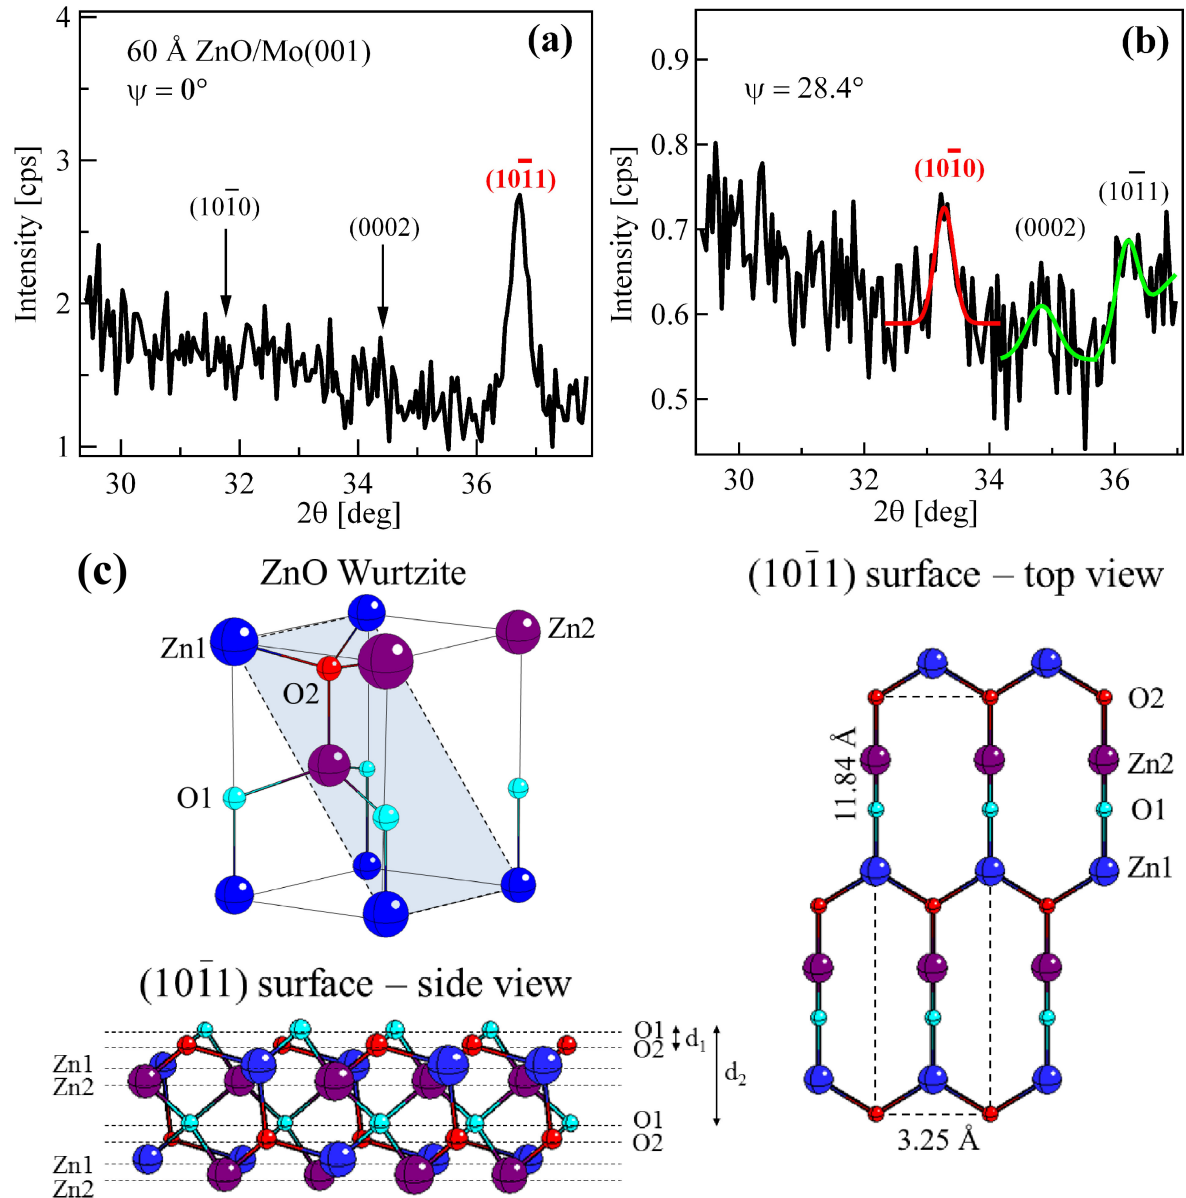 (a)
60 Å ZnO/Mo(001)
ψ = 0°
(101̄0)
(0002)
(101̄1)
Intensity [cps]
4
3
2
1
30 32 34 36
2θ [deg]
(b)
ψ = 28.4°
(101̄0)
(0002)
(101̄1)
Intensity [cps]
0.9
0.8
0.7
0.6
0.5
30 32 34 36
2θ [deg]
(c)
ZnO Wurtzite
Zn1
Zn2
O2
O1
(101̄1) surface – side view
O1
O2
d₁
d₂
Zn1
Zn2
O1
O2
Zn1
Zn2
(101̄1) surface – top view
O2
11.84 Å
Zn2
O1
Zn1
3.25 Å